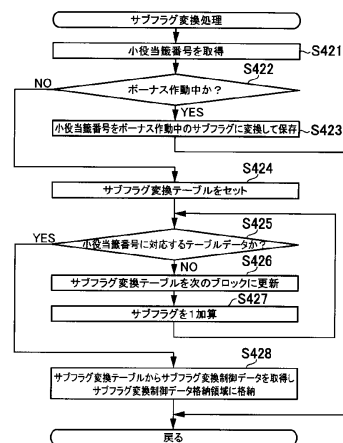 サブフラグ変換処理
小役当籤番号を取得
S421
S422
ボーナス作動中か?
NO
YES
S423
小役当籤番号をボーナス作動中のサブフラグに変換して保存
S424
サブフラグ変換テーブルをセット
S425
小役当籤番号に対応するテーブルデータか?
YES
NO
S426
サブフラグ変換テーブルを次のブロックに更新
S427
サブフラグを1加算
S428
サブフラグ変換テーブルからサブフラグ変換制御データを取得し
サブフラグ変換制御データ格納領域に格納
戻る